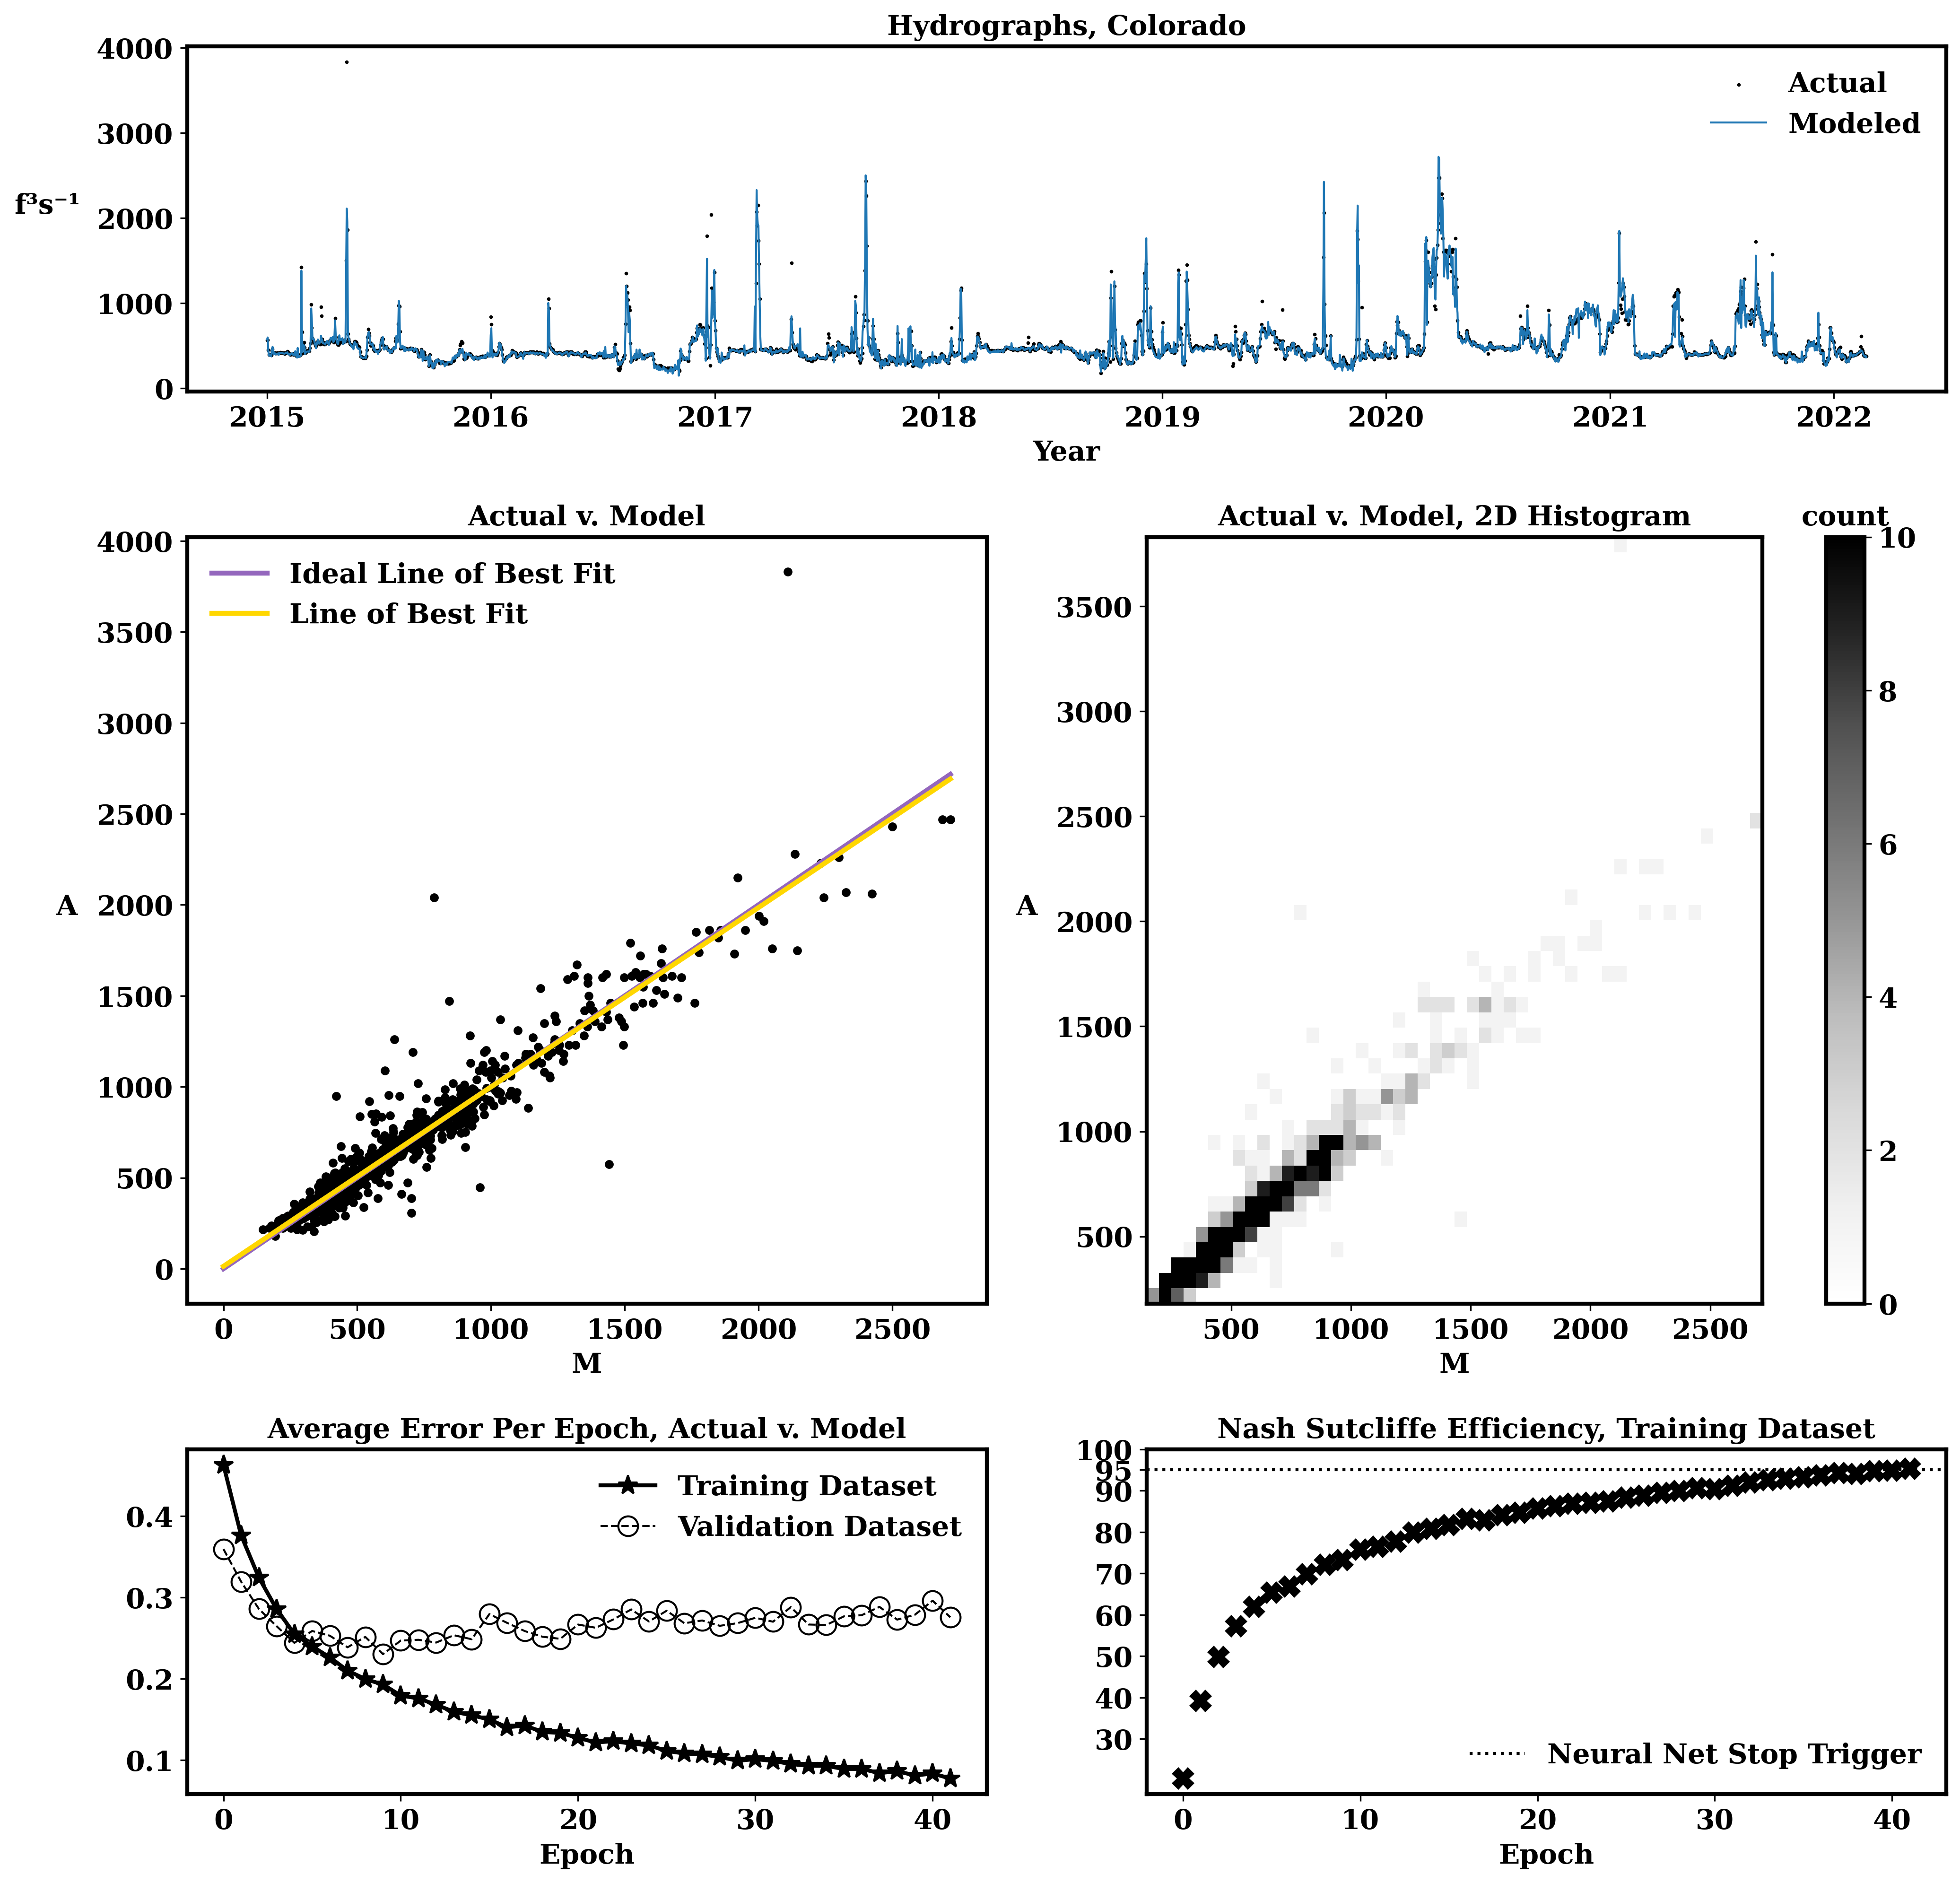 Hydrographs, Colorado
4000
3000
2000
1000
0
f³s⁻¹
Actual
Modeled
2015 2016 2017 2018 2019 2020 2021 2022
Year
Actual v. Model
4000
3500
3000
2500
2000
1500
1000
500
0
A
Ideal Line of Best Fit
Line of Best Fit
0 500 1000 1500 2000 2500
M
Actual v. Model, 2D Histogram
3500
3000
2500
2000
1500
1000
500
A
500 1000 1500 2000 2500
M
count
10
8
6
4
2
0
Average Error Per Epoch, Actual v. Model
0.4
0.3
0.2
0.1
Training Dataset
Validation Dataset
0 10 20 30 40
Epoch
Nash Sutcliffe Efficiency, Training Dataset
100
95
90
80
70
60
50
40
30
Neural Net Stop Trigger
0 10 20 30 40
Epoch